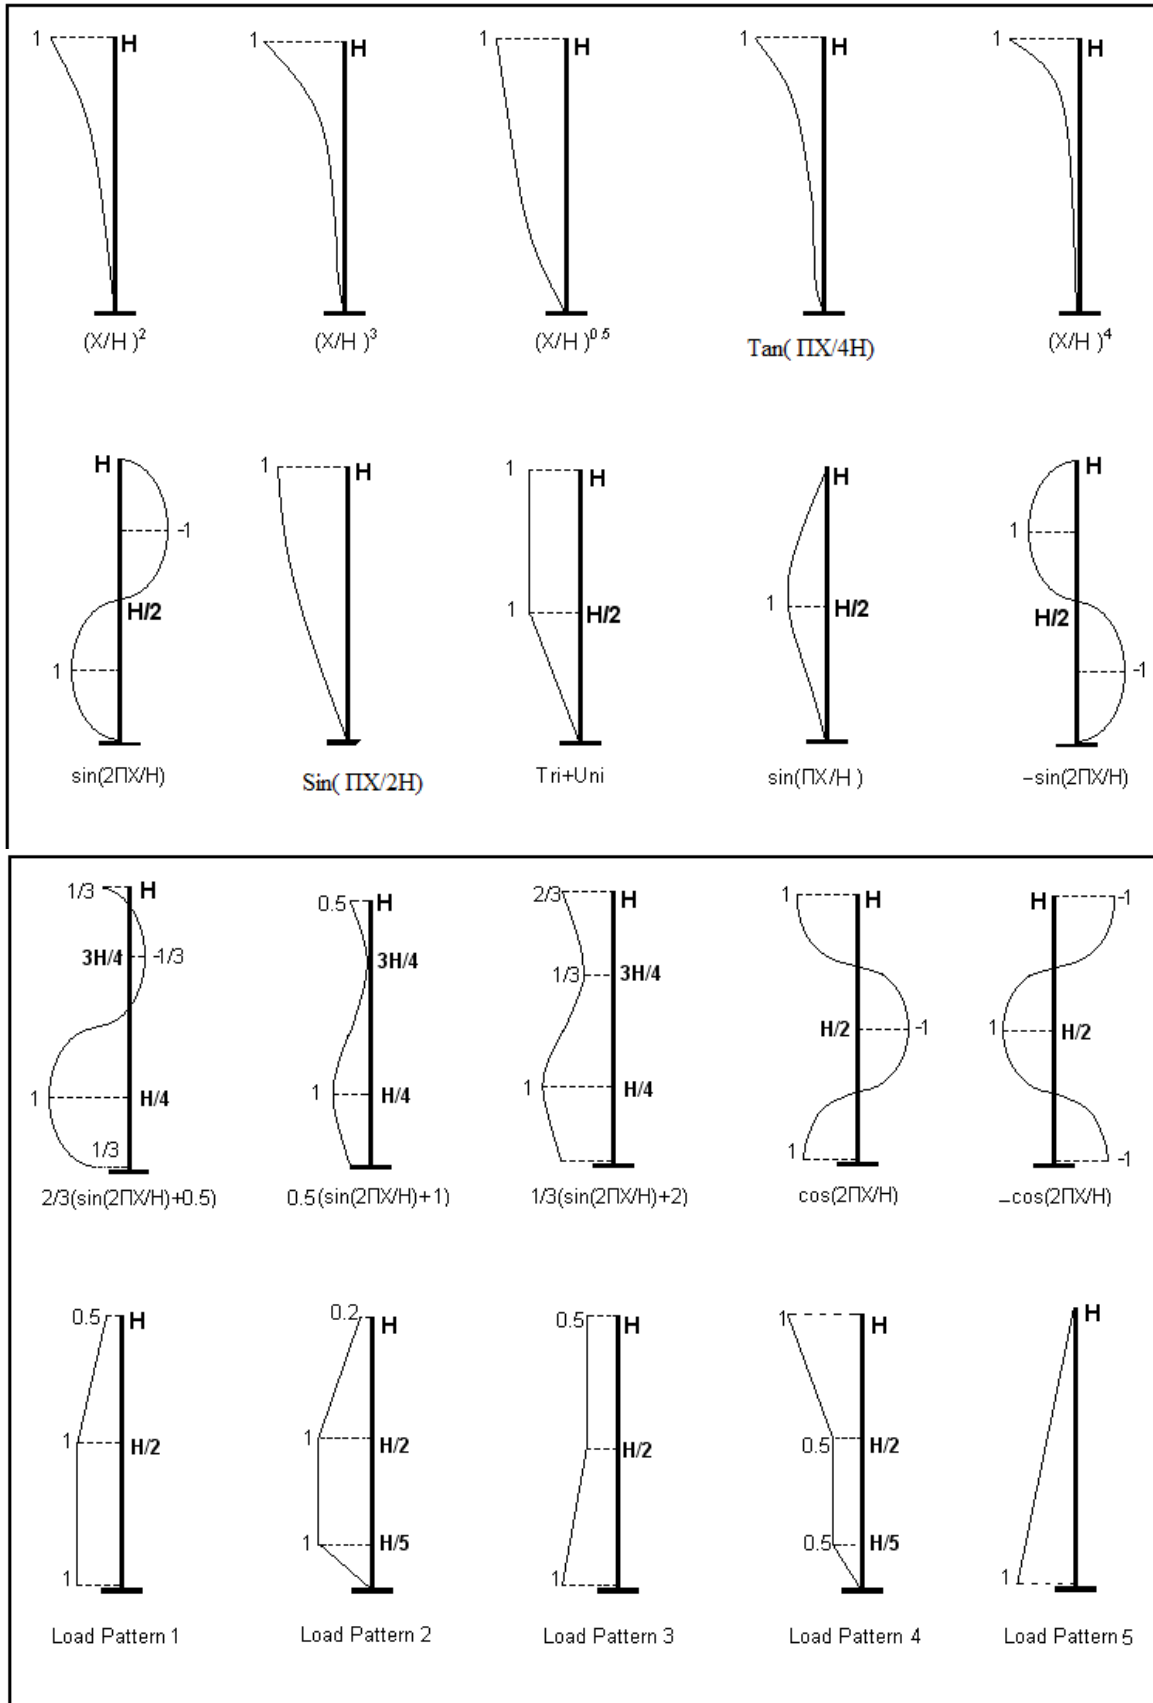 1 H 1 H 1 H 1 H 1 H
(X/H )² (X/H )³ (X/H )⁰·⁵ Tan( ΠX/4H) (X/H )⁴
H -1 H/2 1
1 H
1 H 1 H/2
H 1 H/2
H 1 H/2 -1
sin(2ΠX/H) Sin( ΠX/2H) Tri+Uni sin(ΠX/H ) –sin(2ΠX/H)
1/3 H 3H/4 -1/3 1 H/4 1/3
0.5 H 3H/4 1 H/4
2/3 H 1/3 3H/4 1 H/4
1 H H/2 -1 1
H -1 1 H/2 -1
2/3(sin(2ΠX/H)+0.5) 0.5(sin(2ΠX/H)+1) 1/3(sin(2ΠX/H)+2) cos(2ΠX/H) –cos(2ΠX/H)
0.5 H 1 H/2 1
0.2 H 1 H/2 1 H/5
0.5 H H/2 1
1 H 0.5 H/2 0.5 H/5
H 1
Load Pattern 1 Load Pattern 2 Load Pattern 3 Load Pattern 4 Load Pattern 5